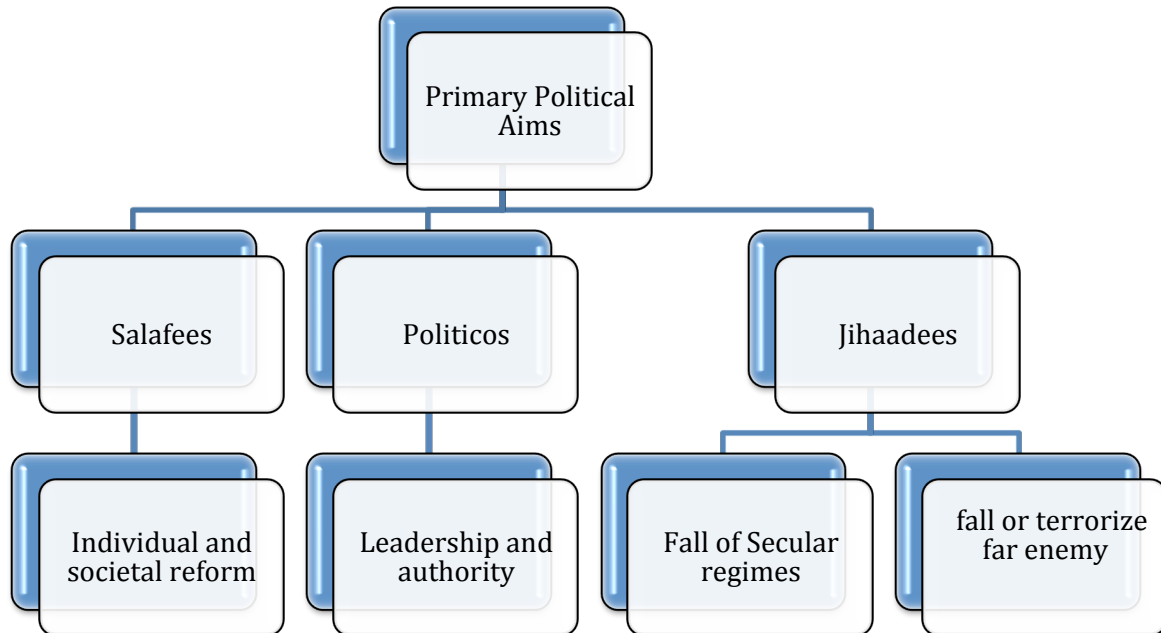 Primary Political
Aims
Salafees
Politicos
Jihaadees
Individual and
societal reform
Leadership and
authority
Fall of Secular
regimes
fall or terrorize
far enemy